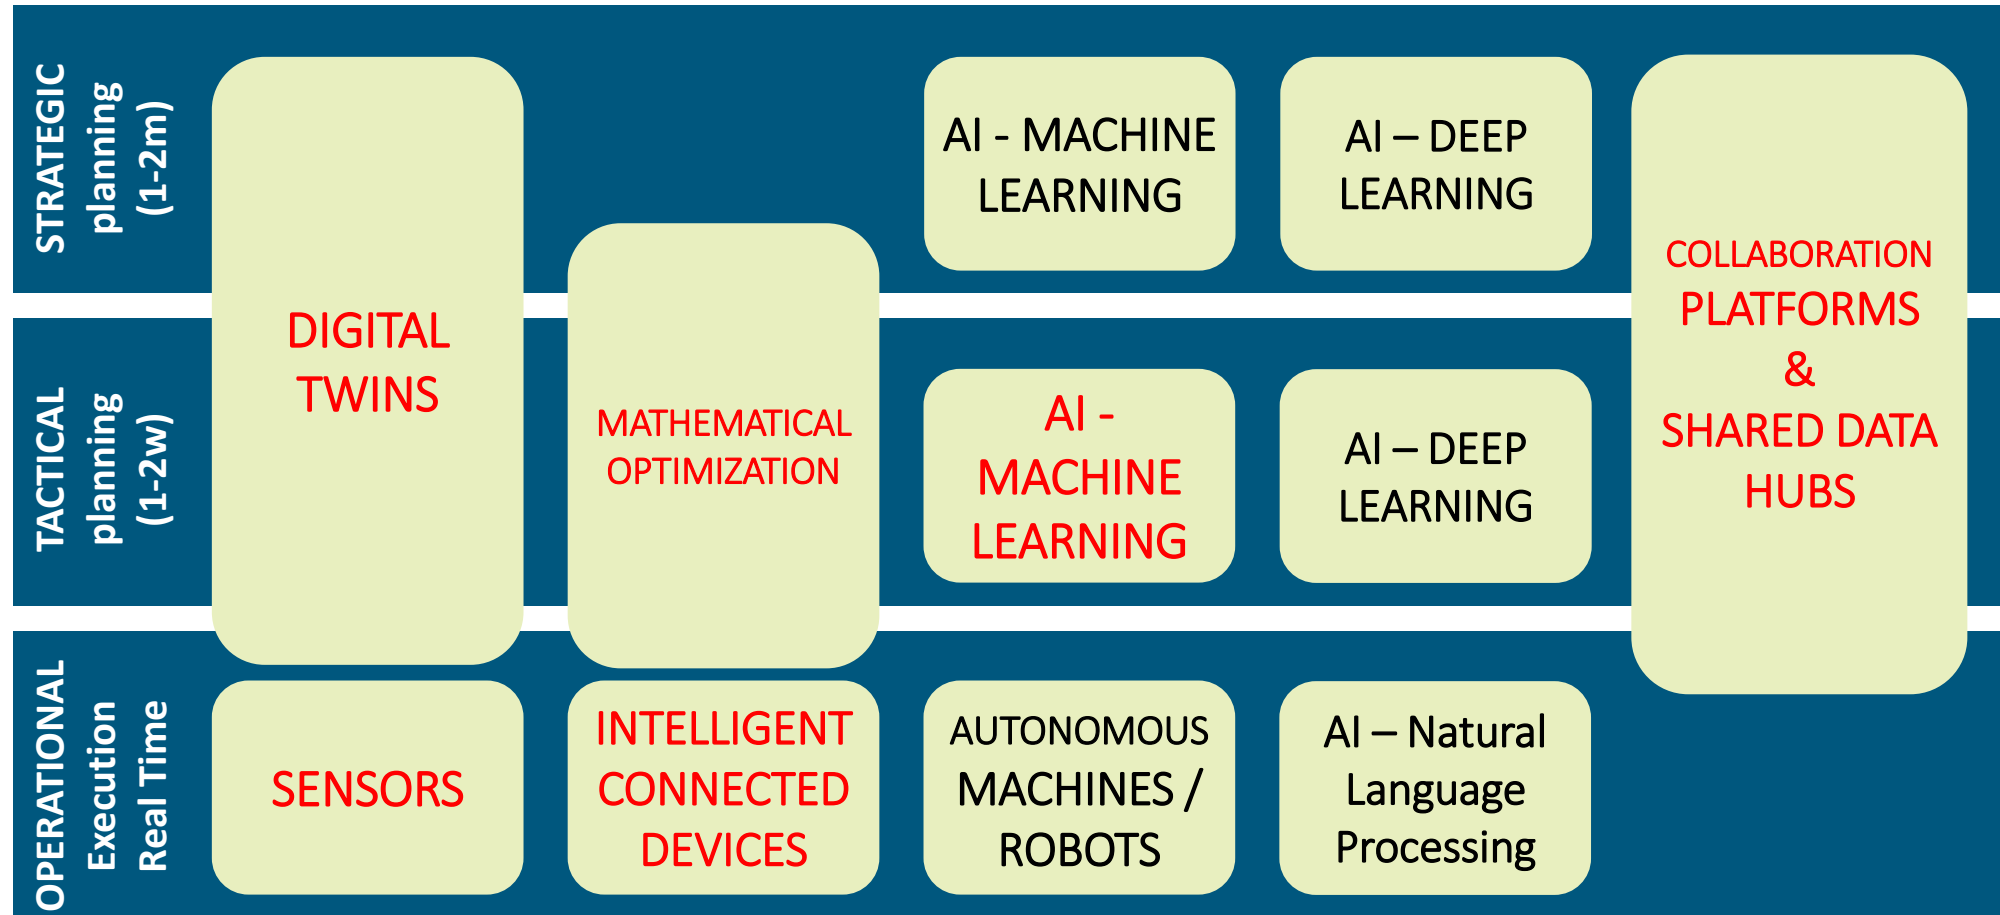 STRATEGIC
planning
(1-2m)
TACTICAL
planning
(1-2w)
OPERATIONAL
Execution
Real Time
DIGITAL
TWINS
MATHEMATICAL
OPTIMIZATION
AI - MACHINE
LEARNING
AI – DEEP
LEARNING
COLLABORATION
PLATFORMS
&
SHARED DATA
HUBS
AI -
MACHINE
LEARNING
AI – DEEP
LEARNING
SENSORS
INTELLIGENT
CONNECTED
DEVICES
AUTONOMOUS
MACHINES /
ROBOTS
AI – Natural
Language
Processing